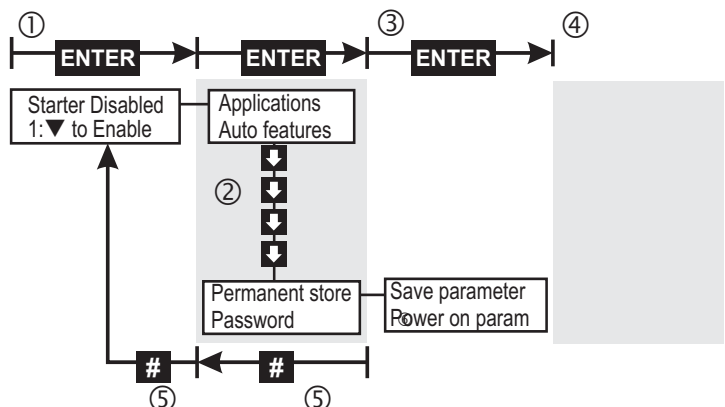 ① ③ ④
ENTER ENTER ENTER
Starter Disabled
1:▼ to Enable
Applications
Auto features
②
Permanent store
Password
Save parameter
Power on param
⑥
# #
⑤ ⑤